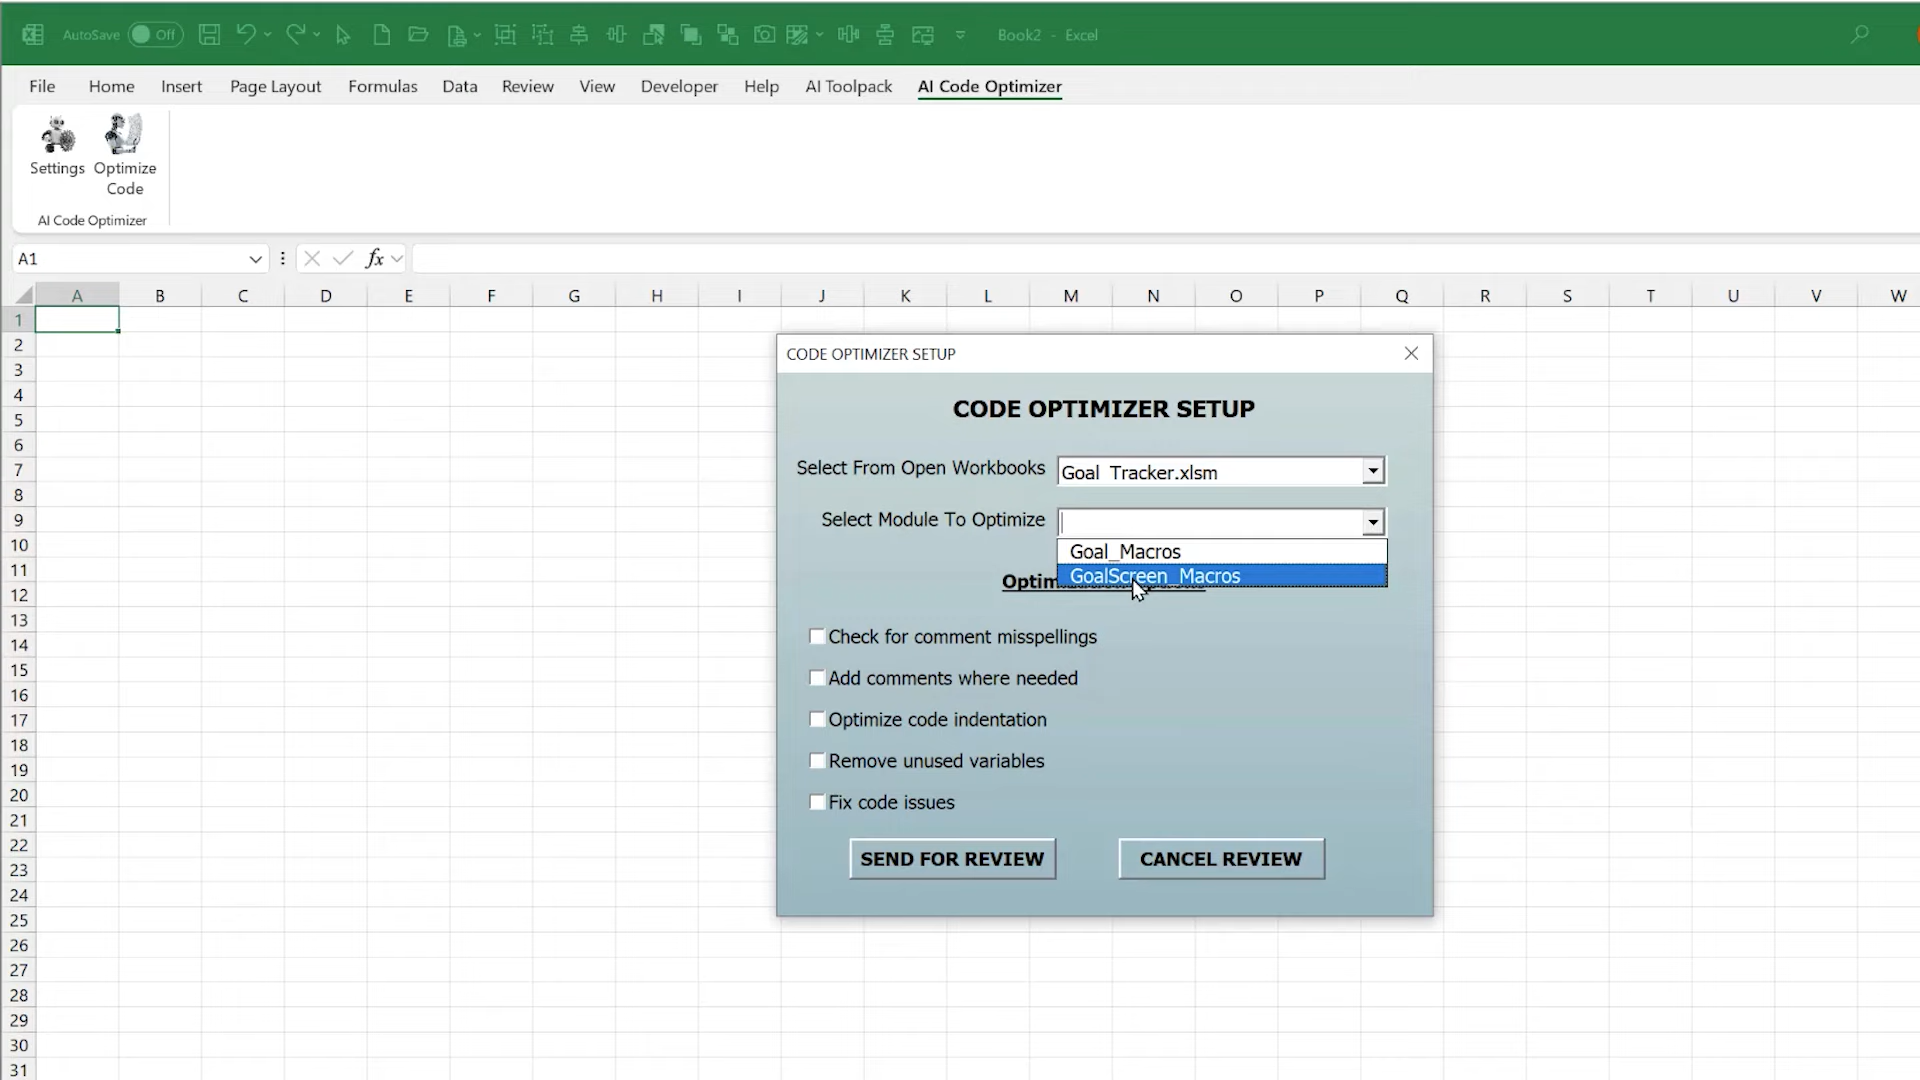 AutoSave Off Book2 - Excel
File Home Insert Page Layout Formulas Data Review View Developer Help AI Toolpack AI Code Optimizer
Settings Optimize Code
AI Code Optimizer
A1 fx
A B C D E F G H I J K L M N O P Q R S T U V W
1
2
3
4
5
6
7
8
9
10
11
12
13
14
15
16
17
18
19
20
21
22
23
24
25
26
27
28
29
30
31
CODE OPTIMIZER SETUP
CODE OPTIMIZER SETUP
Select From Open Workbooks Goal Tracker.xlsm
Select Module To Optimize
Goal_Macros
GoalScreen_Macros
Check for comment misspellings
Add comments where needed
Optimize code indentation
Remove unused variables
Fix code issues
SEND FOR REVIEW CANCEL REVIEW